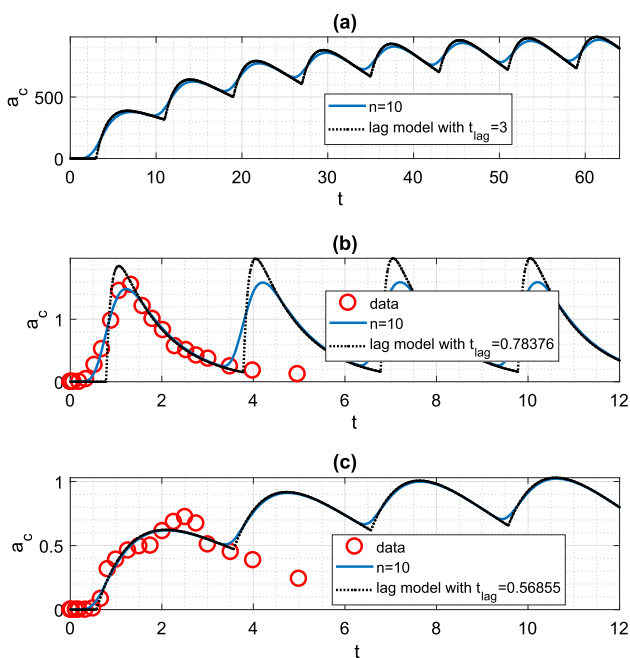 (a)
a_c
500
0
n=10
lag model with t_lag=3
0 10 20 30 40 50 60
t
(b)
a_c
1
0
data
n=10
lag model with t_lag=0.78376
0 2 4 6 8 10 12
t
(c)
a_c
1
0.5
0
data
n=10
lag model with t_lag=0.56855
0 2 4 6 8 10 12
t